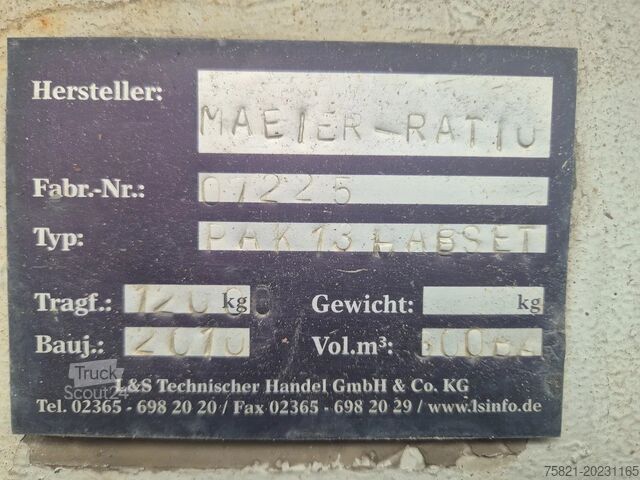 Hersteller: MAEIER-RATIO
Fabr.-Nr.: 07225
Typ: PAK 13 HABSET
Tragf.: 12000 kg Gewicht: kg
Bauj.: 2010 Vol.m³:
L&S Technischer Handel GmbH & Co. KG
Tel. 02365 - 698 20 20 / Fax 02365 - 698 20 29 / www.lsinfo.de
Truck
Scout24
75821-20231165